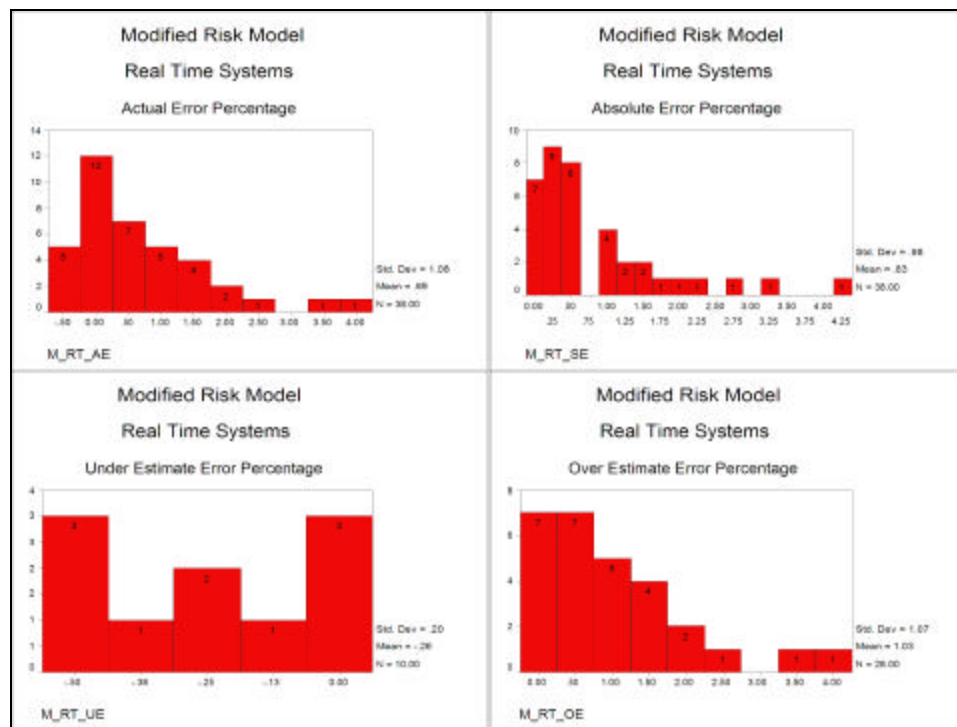 Modified Risk Model
Real Time Systems
Actual Error Percentage
14
12
10
8
6
4
2
0
5 12 7 5 4 2 1 1 1
-.50 0.00 .50 1.00 1.50 2.00 2.50 3.00 3.50 4.00
Std. Dev = 1.08
Mean = .69
N = 38.00
M_RT_AE
Modified Risk Model
Real Time Systems
Absolute Error Percentage
10
8
6
4
2
0
7 9 8 4 2 2 1 1 1 1 1 1
0.00 .50 1.00 1.50 2.00 2.50 3.00 3.50 4.00
.25 .75 1.25 1.75 2.25 2.75 3.25 3.75 4.25
Std. Dev = .98
Mean = .83
N = 38.00
M_RT_SE
Modified Risk Model
Real Time Systems
Under Estimate Error Percentage
4
3
3
2
2
1
1
0
3 1 2 1 3
-.50 -.38 -.25 -.13 0.00
Std. Dev = .20
Mean = -.26
N = 10.00
M_RT_UE
Modified Risk Model
Real Time Systems
Over Estimate Error Percentage
8
6
4
2
0
7 7 5 4 2 1 1 1
0.00 .50 1.00 1.50 2.00 2.50 3.00 3.50 4.00
Std. Dev = 1.07
Mean = 1.03
N = 28.00
M_RT_OE